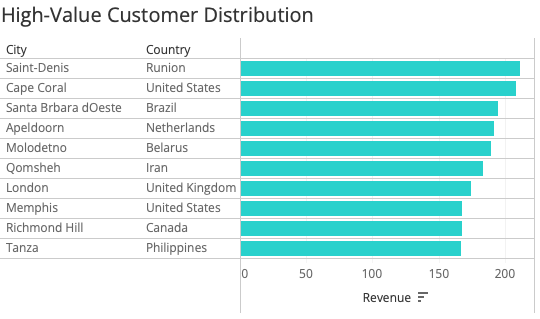 High-Value Customer Distribution
City Country
Saint-Denis Runion
Cape Coral United States
Santa Brbara dOeste Brazil
Apeldoorn Netherlands
Molodetno Belarus
Qomsheh Iran
London United Kingdom
Memphis United States
Richmond Hill Canada
Tanza Philippines
0 50 100 150 200
Revenue